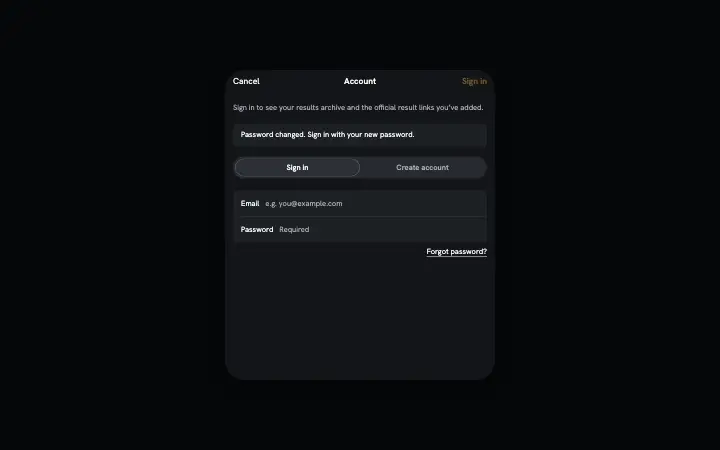 Cancel
Account
Sign in
Sign in to see your results archive and the official result links you've added.
Password changed. Sign in with your new password.
Sign in
Create account
Email e.g. you@example.com
Password Required
Forgot password?